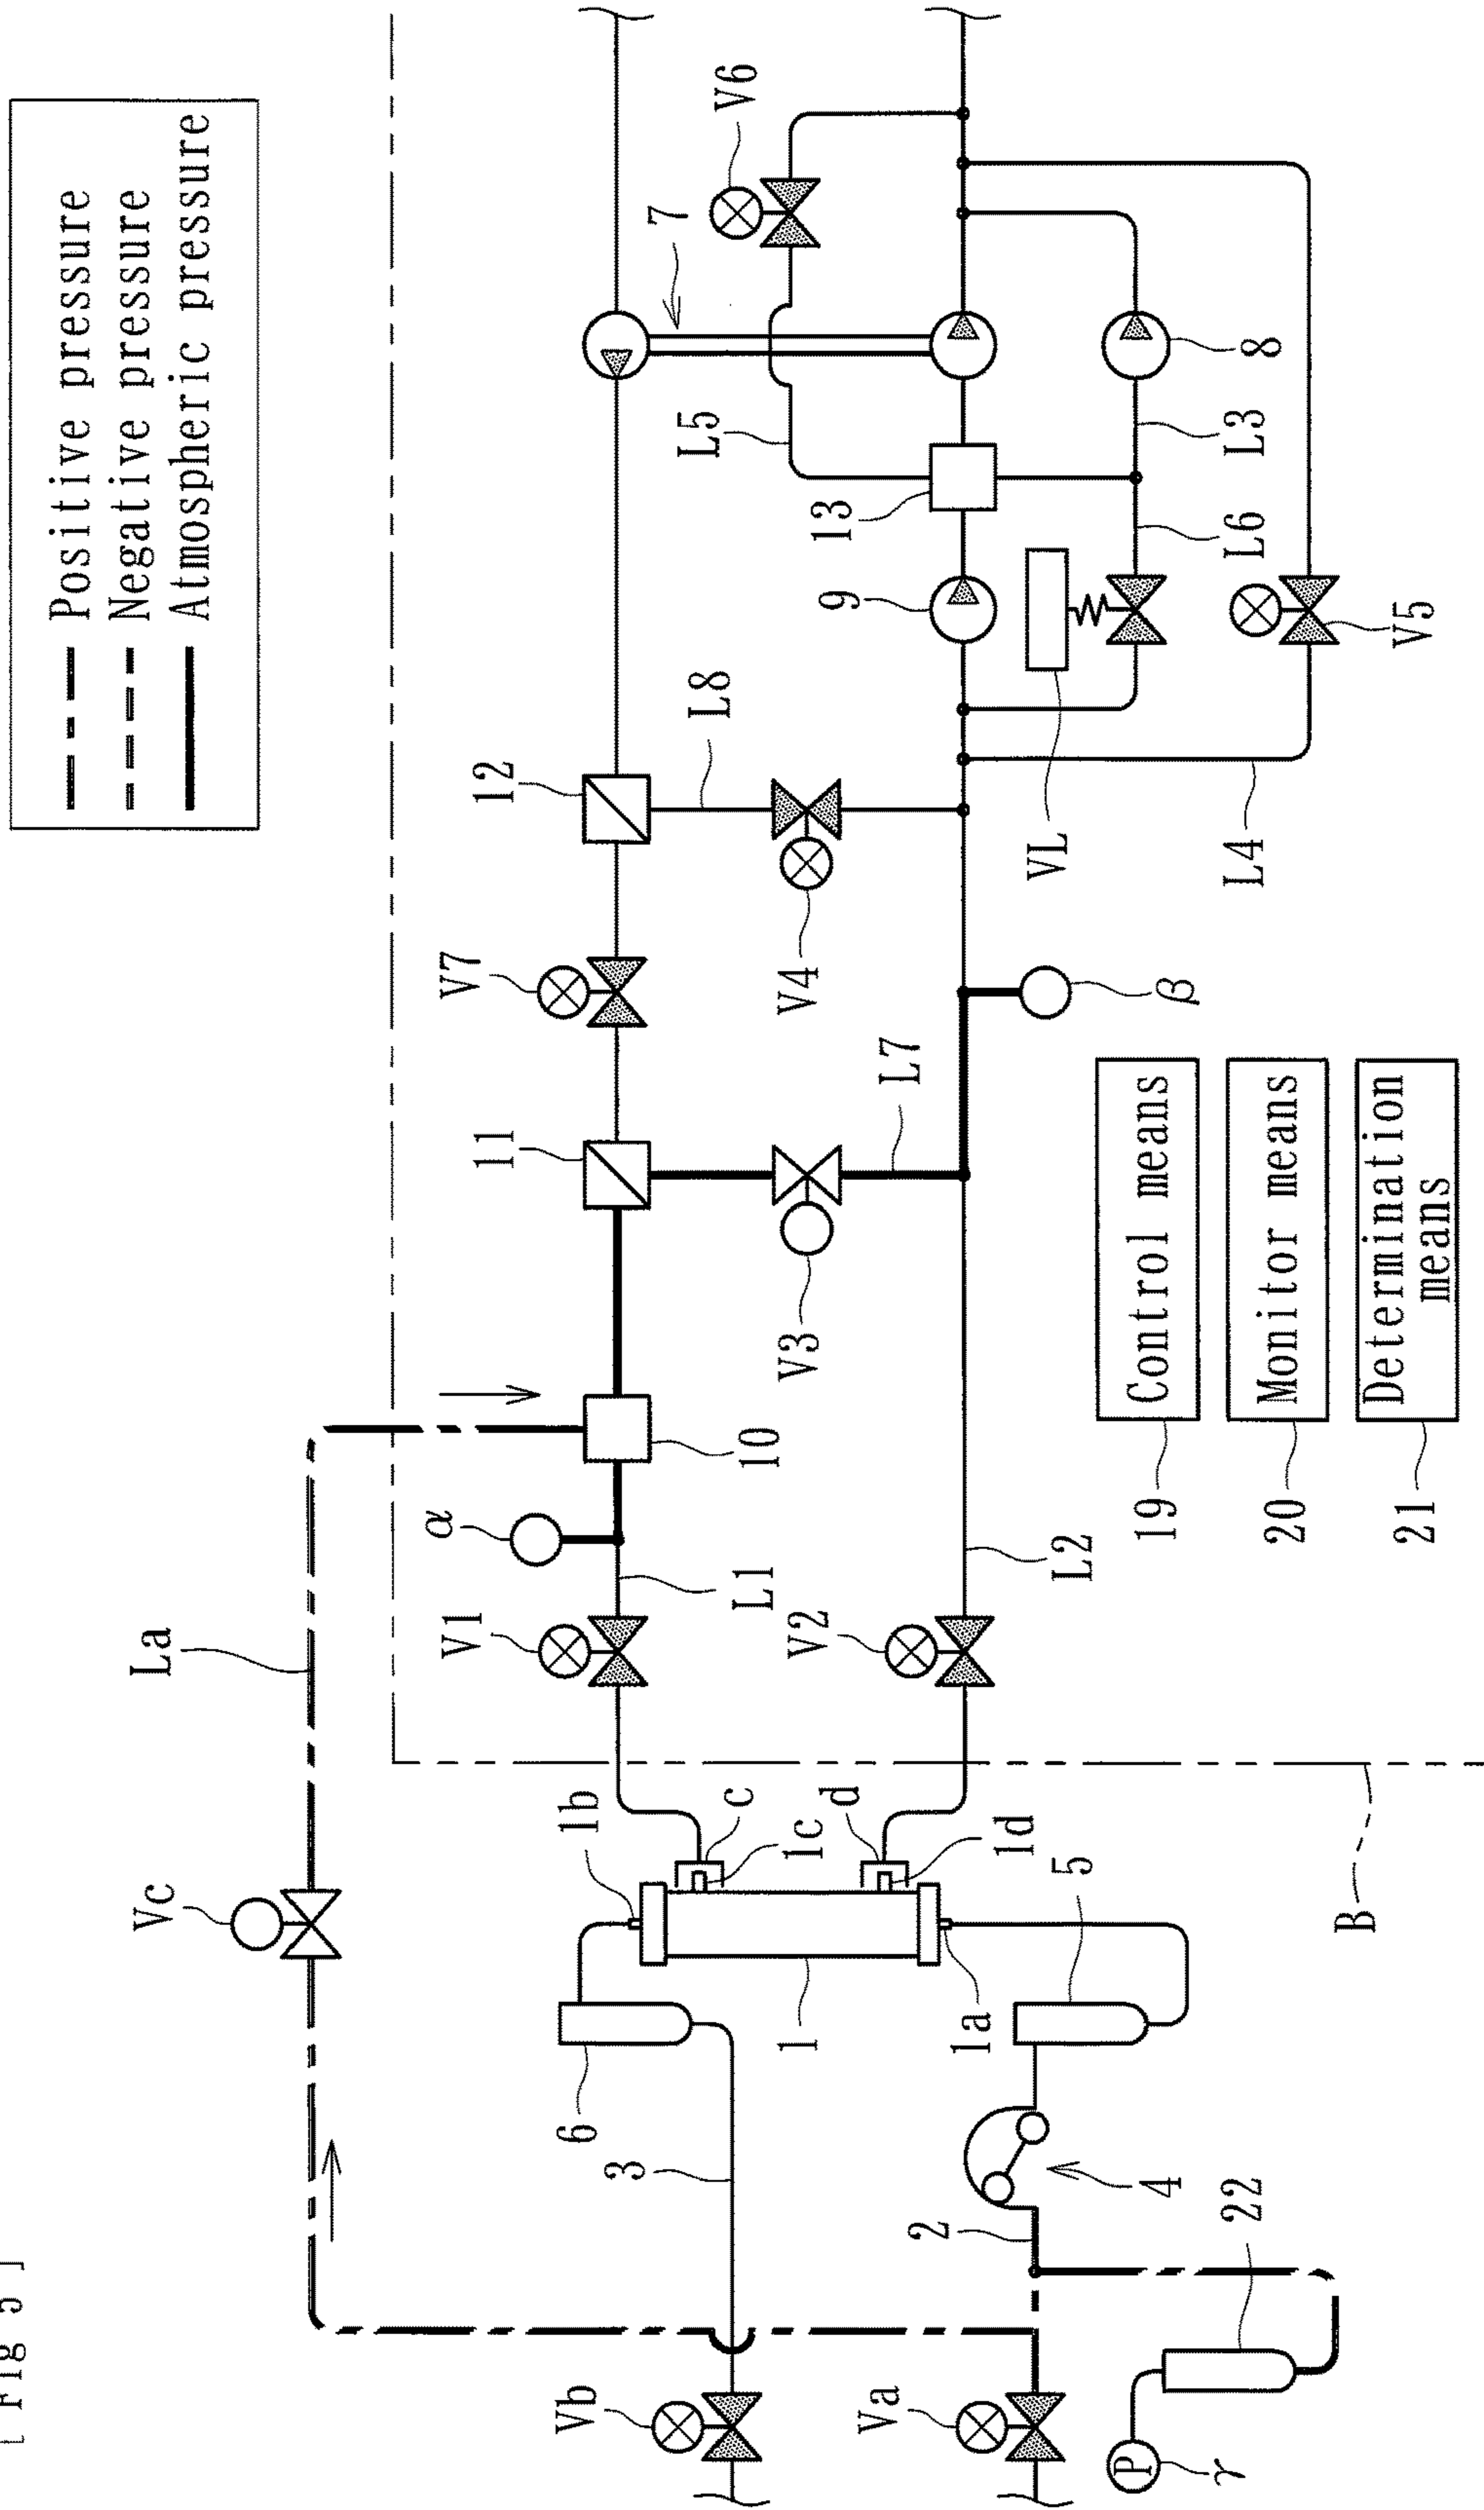 [ Fig 5 ]
Positive pressure
Negative pressure
Atmospheric pressure
La
Vc
V1
α
10
11
V7
12
7
V6
L1
V3
L7
V4
L8
L5
13
9
V2
L2
β
VL
L4
L6
L3
8
V5
1b
c
1c
d
1d
1
1a
5
6
3
2
4
22
Vb
Va
P
γ
B
19
Control means
20
Monitor means
21
Determination
means